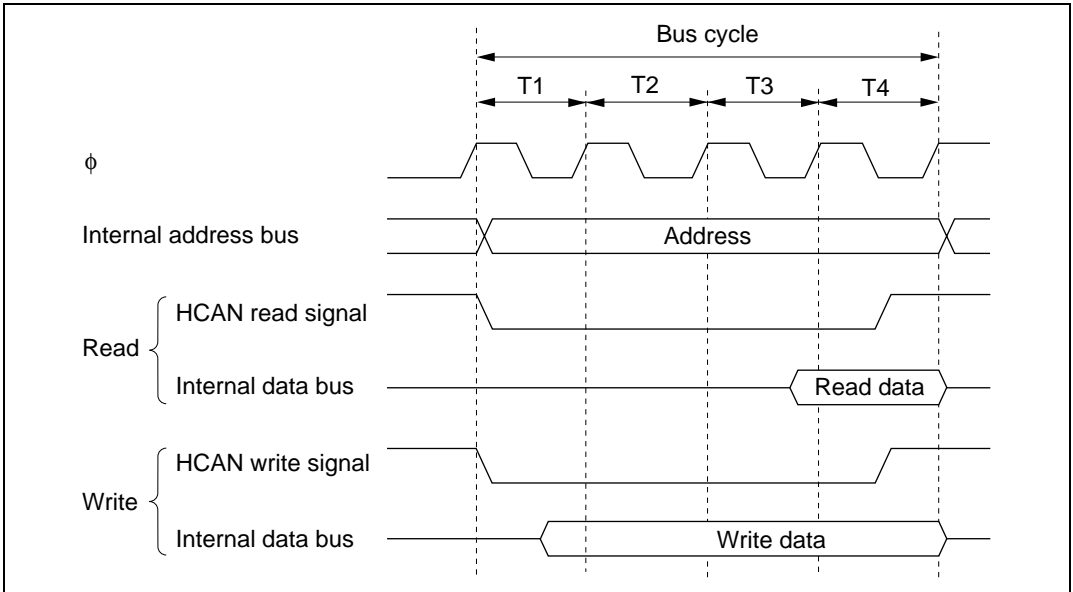 Bus cycle
T1 T2 T3 T4
ϕ
Internal address bus Address
HCAN read signal
Read
Internal data bus Read data
HCAN write signal
Write
Internal data bus Write data